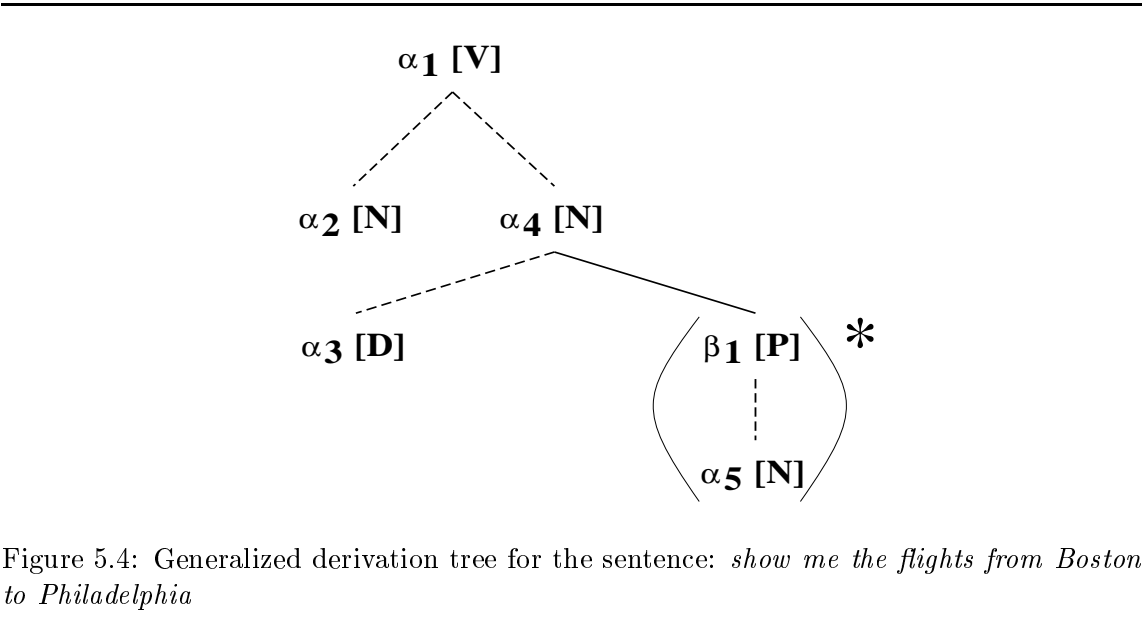 α1 [V]
α2 [N] α4 [N]
α3 [D] β1 [P] *
α5 [N]
Figure 5.4: Generalized derivation tree for the sentence: show me the flights from Boston
to Philadelphia